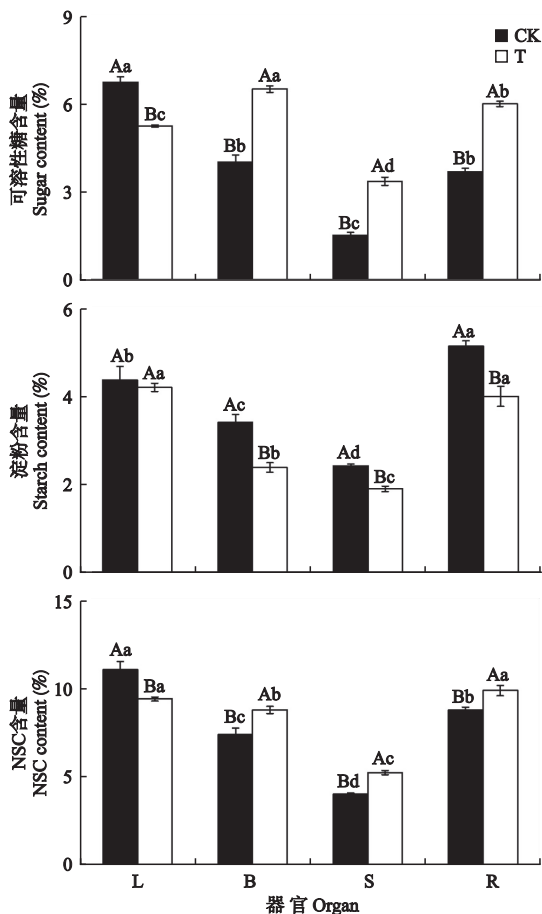 9
CK
T
Aa
Bc
Bb
Aa
Bc
Ad
Bb
Ab
6
3
0
可溶性糖含量
Sugar content (%)
6
Ab
Aa
Ac
Bb
Ad
Bc
Aa
Ba
4
2
0
淀粉含量
Starch content (%)
15
Aa
Ba
Bc
Ab
Bd
Ac
Bb
Aa
10
5
0
NSC含量
NSC content (%)
L B S R
器 官 Organ